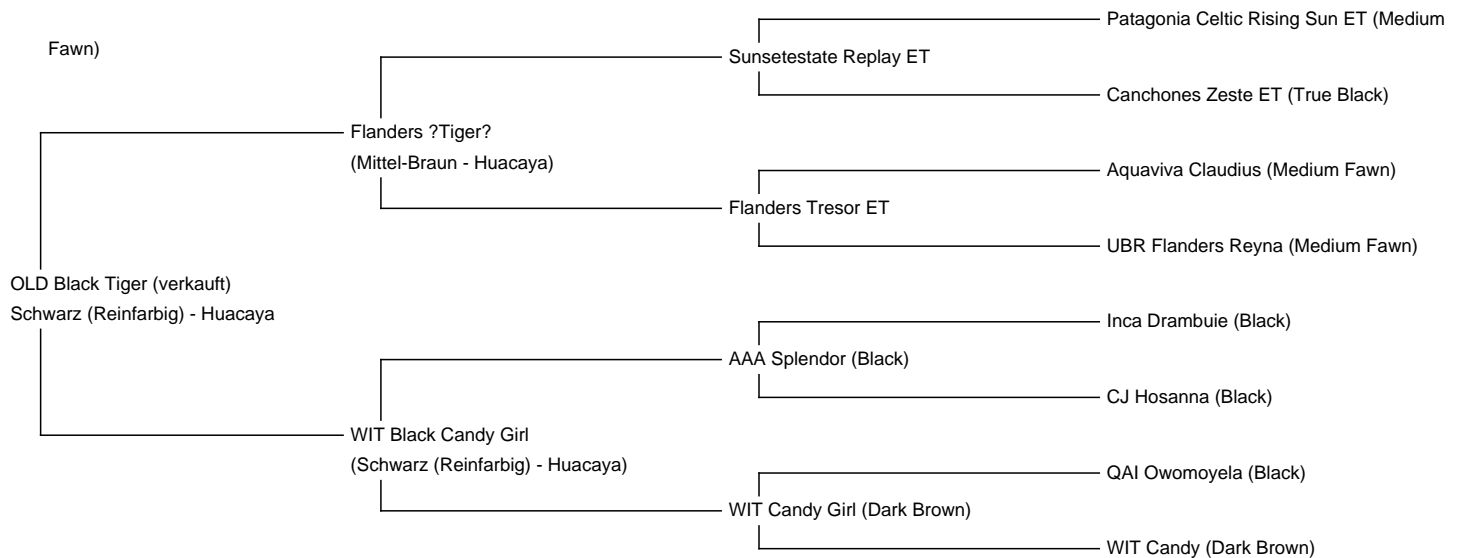 Patagonia Celtic Rising Sun ET (Medium
Fawn)
Sunsetestate Replay ET
Canchones Zeste ET (True Black)
Flanders ?Tiger?
(Mittel-Braun - Huacaya)
Aquaviva Claudius (Medium Fawn)
Flanders Tresor ET
UBR Flanders Reyna (Medium Fawn)
OLD Black Tiger (verkauft)
Schwarz (Reinfarbig) - Huacaya
Inca Drambuie (Black)
AAA Splendor (Black)
CJ Hosanna (Black)
WIT Black Candy Girl
(Schwarz (Reinfarbig) - Huacaya)
QAI Owomoyela (Black)
WIT Candy Girl (Dark Brown)
WIT Candy (Dark Brown)